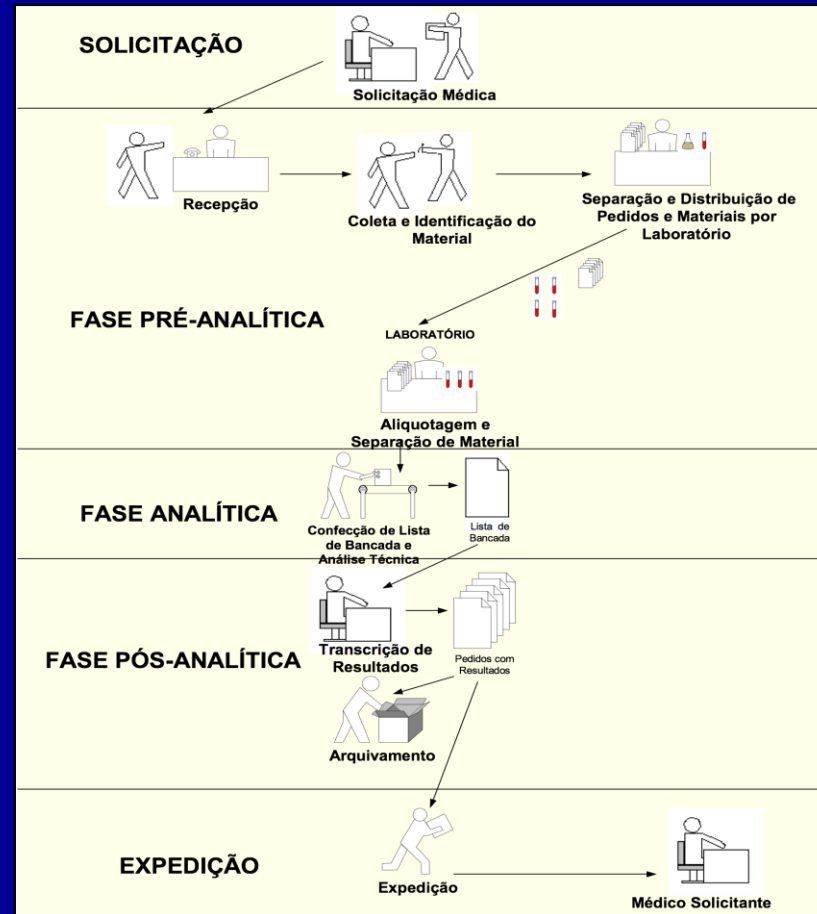 SOLICITAÇÃO
Solicitação Médica
Recepção
Coleta e Identificação do
Material
Separação e Distribuição de
Pedidos e Materiais por
Laboratório
FASE PRÉ-ANALÍTICA
LABORATÓRIO
Aliquotagem e
Separação de Material
FASE ANALÍTICA
Confecção de Lista
de Bancada e
Análise Técnica
Lista de
Bancada
FASE PÓS-ANALÍTICA
Transcrição de
Resultados
Pedidos com
Resultados
Arquivamento
EXPEDIÇÃO
Expedição
Médico Solicitante